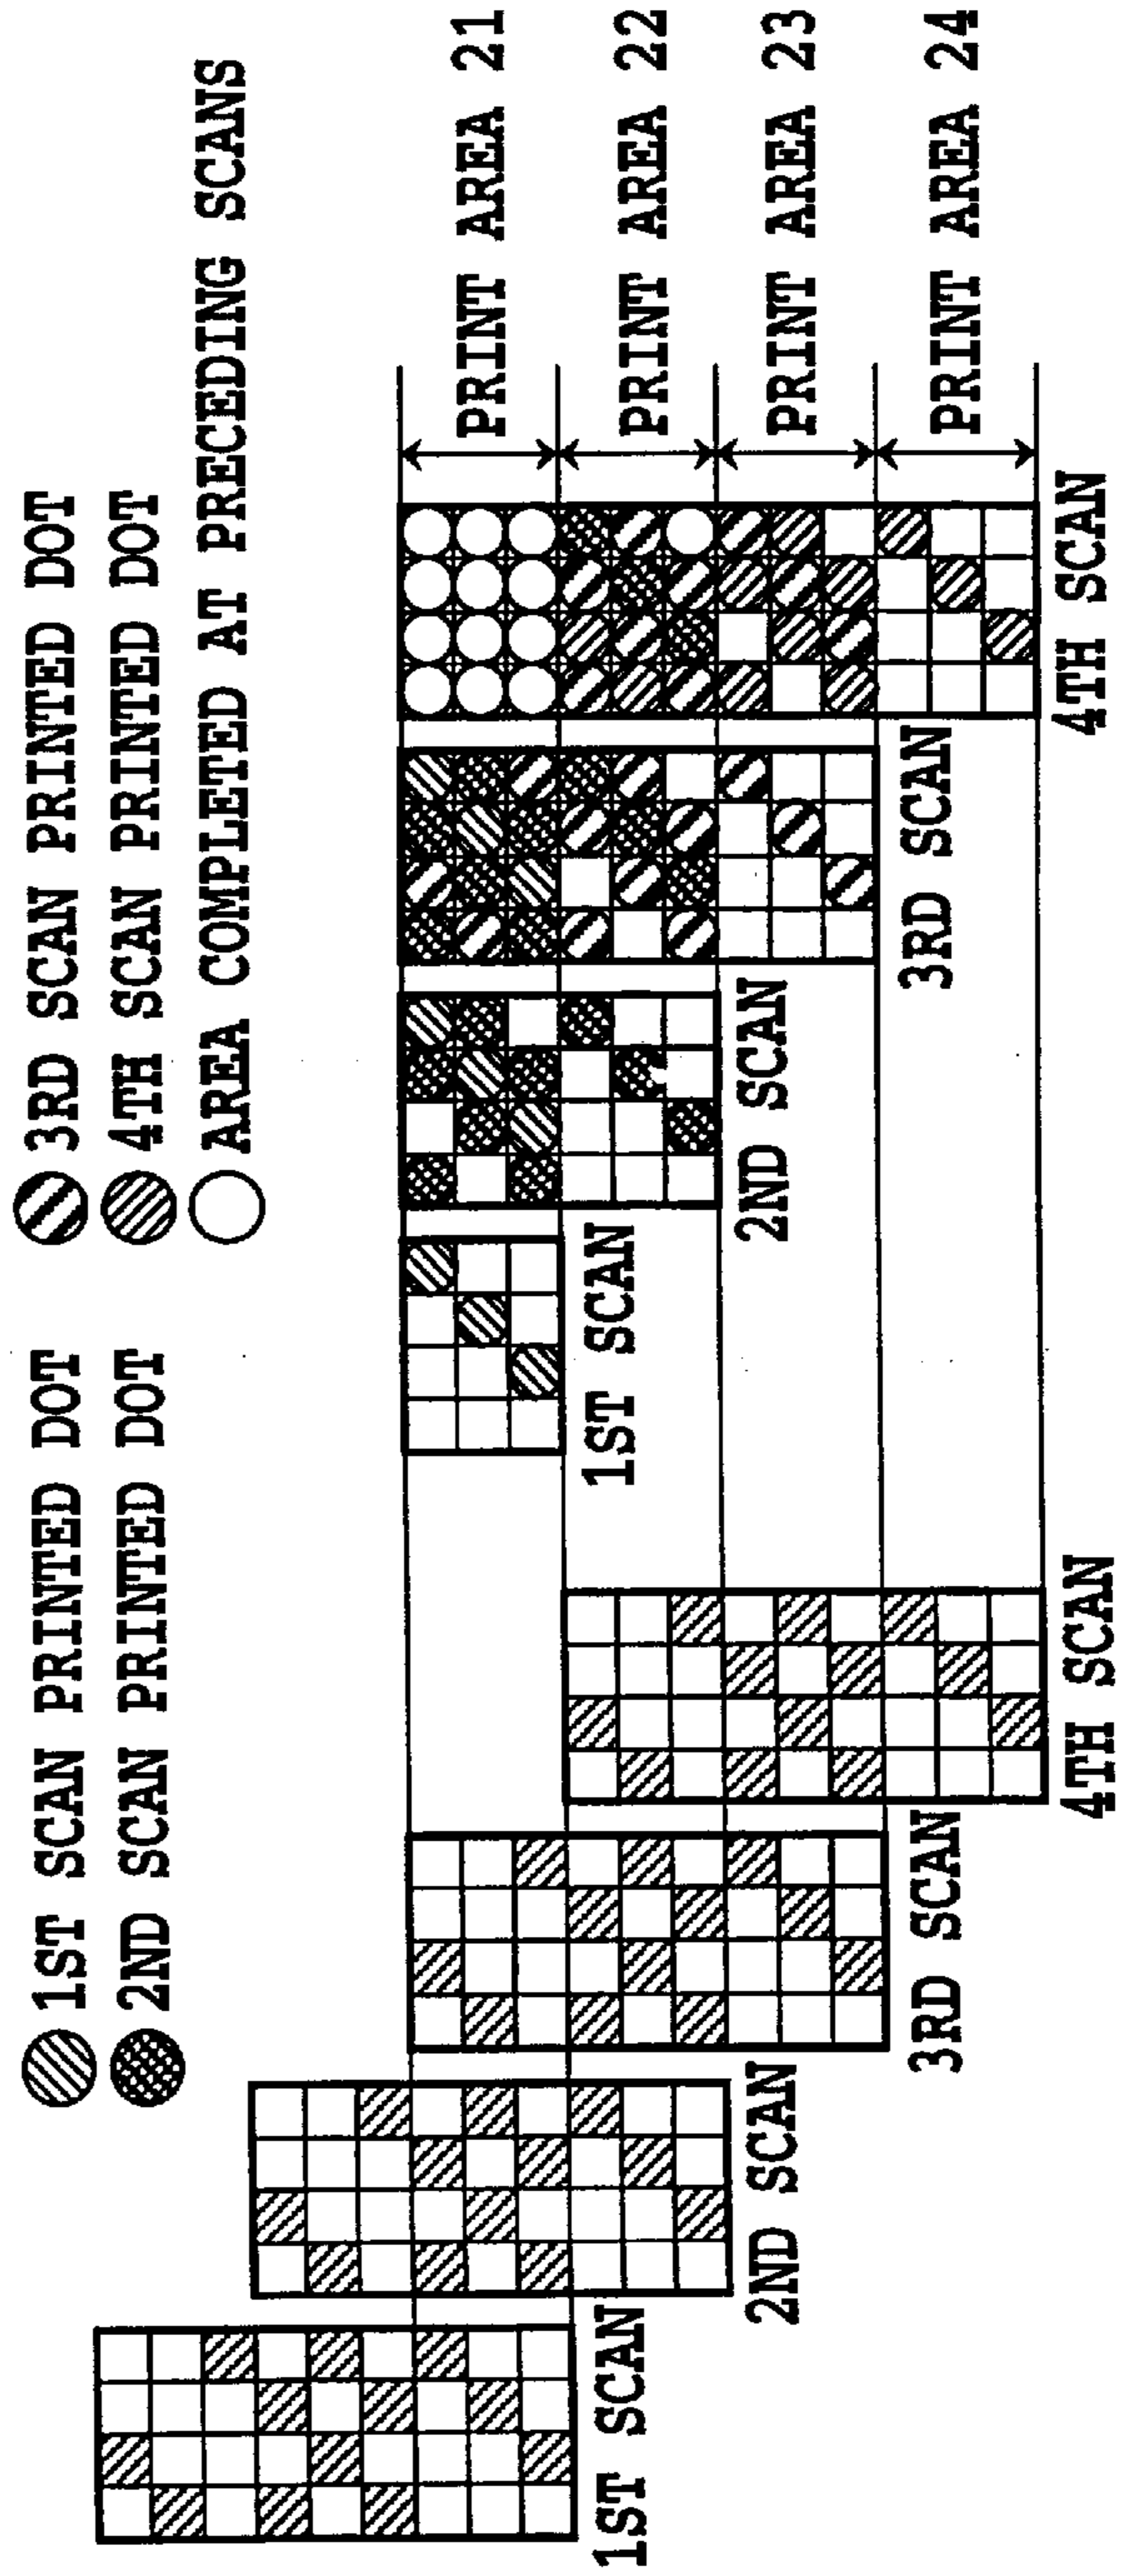 1ST SCAN PRINTED DOT
2ND SCAN PRINTED DOT
3RD SCAN PRINTED DOT
4TH SCAN PRINTED DOT
AREA COMPLETED AT PRECEDING SCANS
PRINT AREA 21
PRINT AREA 22
PRINT AREA 23
PRINT AREA 24
1ST SCAN
2ND SCAN
3RD SCAN
4TH SCAN
1ST SCAN
2ND SCAN
3RD SCAN
4TH SCAN